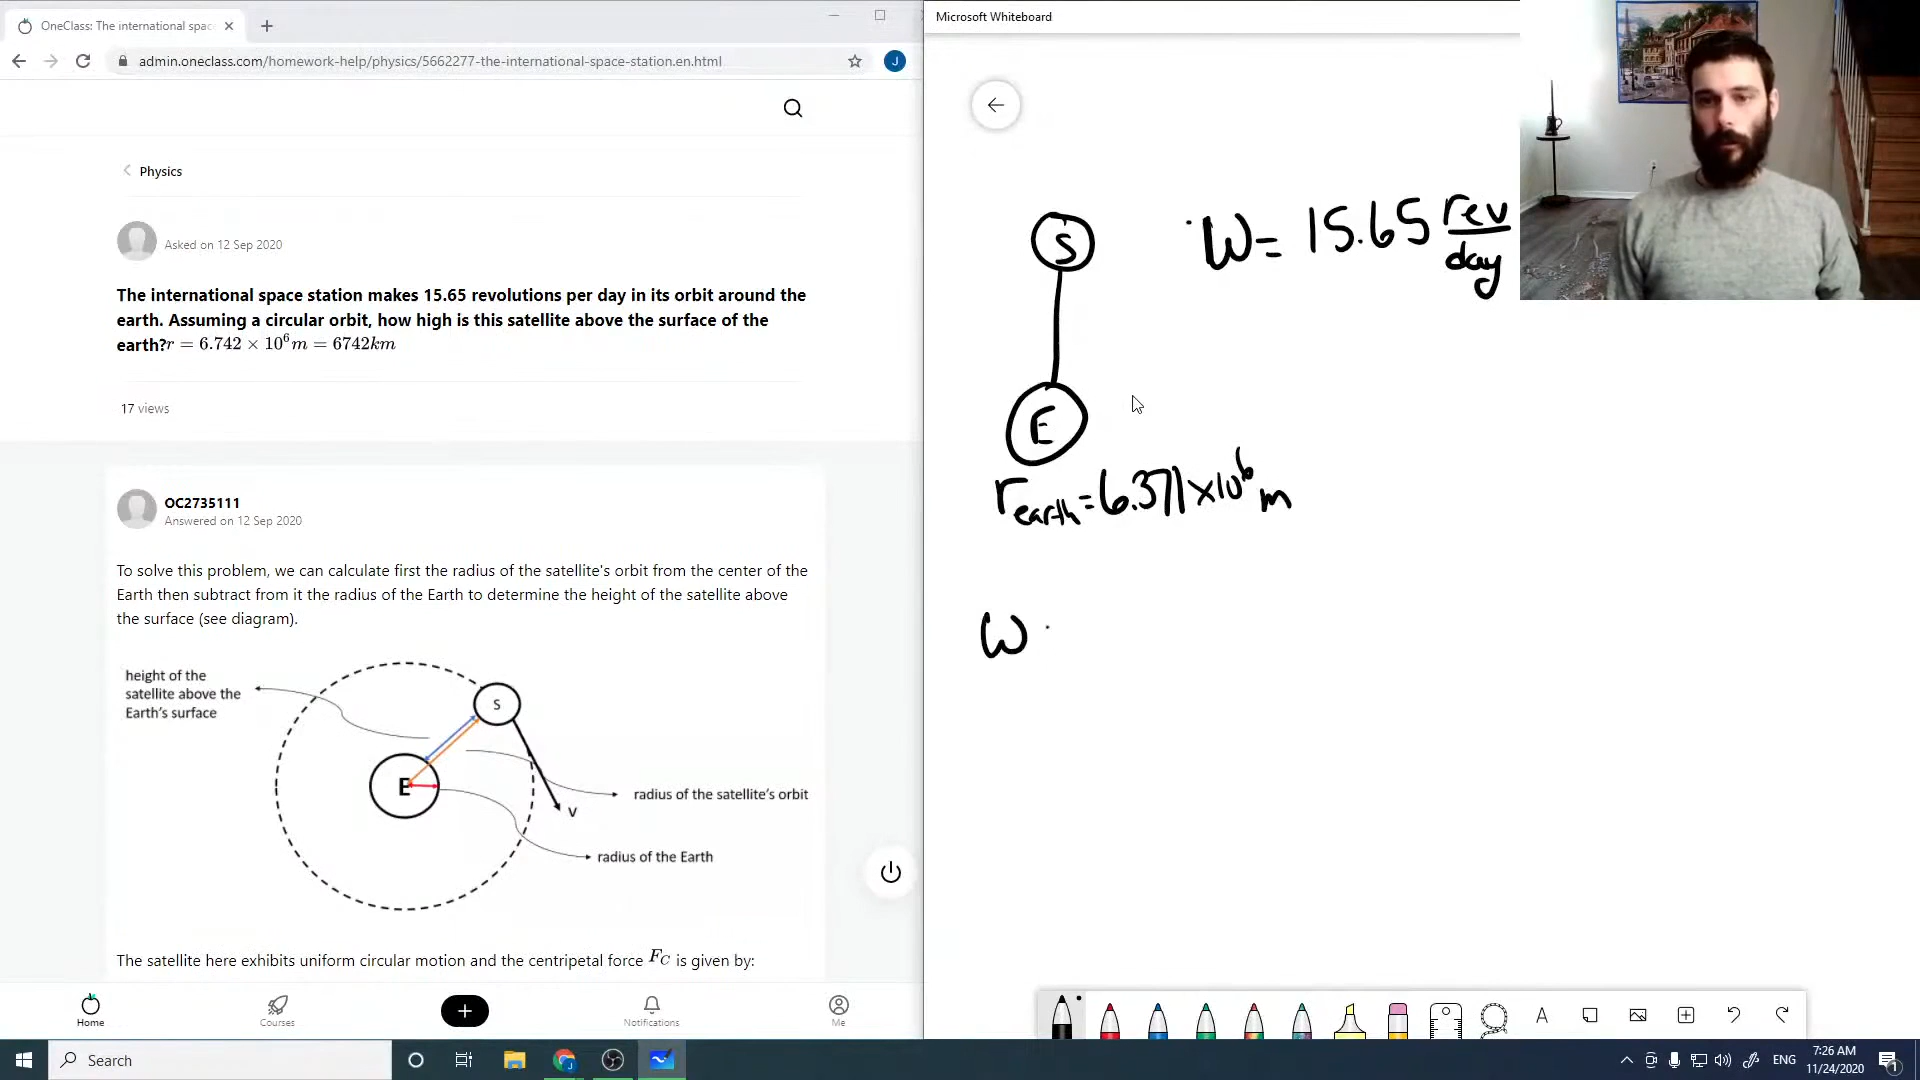 OneClass: The international spac
admin.oneclass.com/homework-help/physics/5662277-the-international-space-station.en.html
J
Physics
Asked on 12 Sep 2020
The international space station makes 15.65 revolutions per day in its orbit around the
earth. Assuming a circular orbit, how high is this satellite above the surface of the
earth?r = 6.742 × 10⁶m = 6742km
17 views
OC2735111
Answered on 12 Sep 2020
To solve this problem, we can calculate first the radius of the satellite's orbit from the center of the
Earth then subtract from it the radius of the Earth to determine the height of the satellite above
the surface (see diagram).
height of the
satellite above the
Earth's surface
S
E
V
radius of the satellite's orbit
radius of the Earth
The satellite here exhibits uniform circular motion and the centripetal force F_C is given by:
Home
Courses
Notifications
Me
Microsoft Whiteboard
S
W = 15.65 rev/day
E
r_earth = 6.371 × 10⁶ m
W
A
Search
ENG
7:26 AM
11/24/2020
1